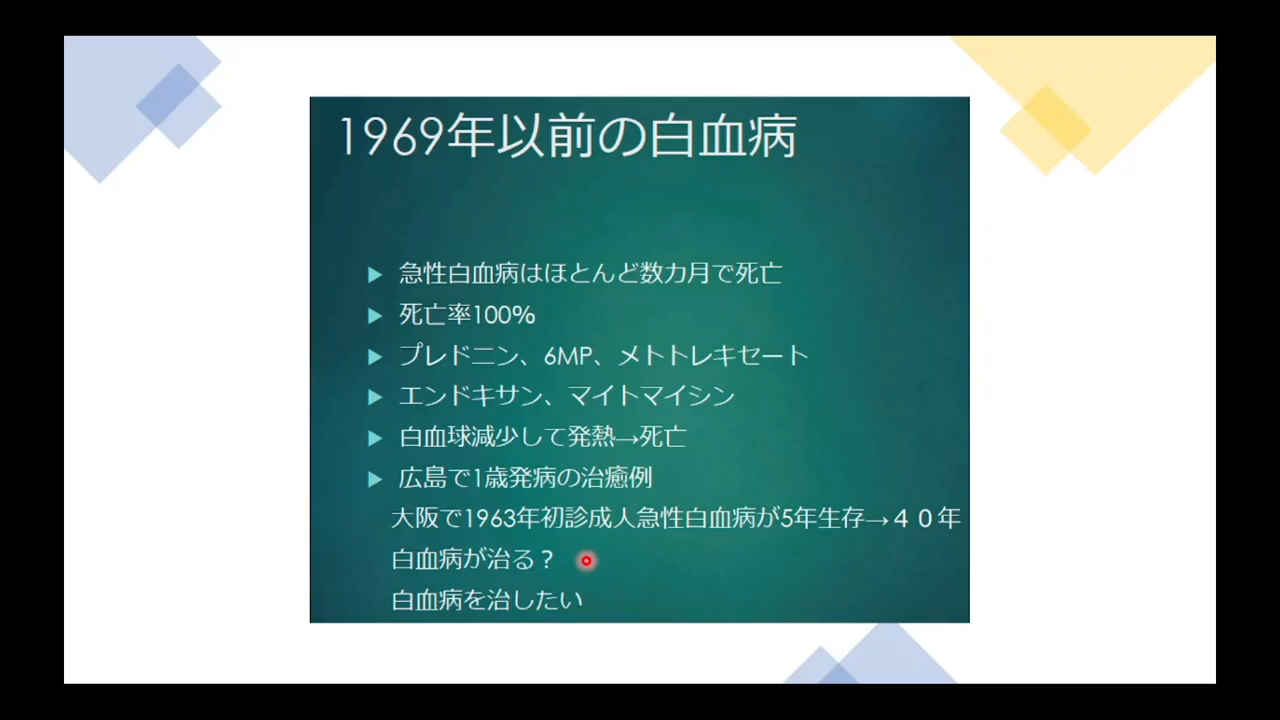 1969年以前の白血病
急性白血病はほとんど数カ月で死亡
死亡率100%
プレドニン、6MP、メトトレキセート
エンドキサン、マイトマイシン
白血球減少して発熱→死亡
広島で1歳発病の治癒例
大阪で1963年初診成人急性白血病が5年生存→４０年
白血病が治る？
白血病を治したい